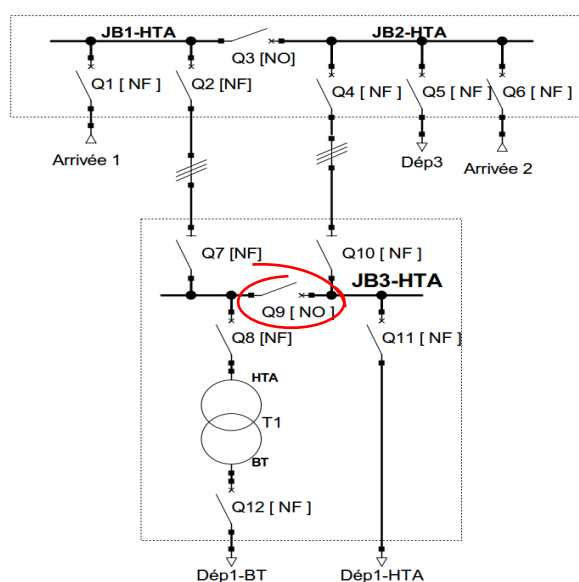 JB1-HTA
JB2-HTA
Q3 [NO]
Q1 [ NF ]
Q2 [NF]
Q4 [ NF ]
Q5 [ NF ]
Q6 [ NF ]
Arrivée 1
Dép3
Arrivée 2
Q7 [NF]
Q10 [ NF ]
JB3-HTA
Q9 [ NO ]
Q8 [NF]
Q11 [ NF ]
HTA
T1
BT
Q12 [ NF ]
Dép1-BT
Dép1-HTA